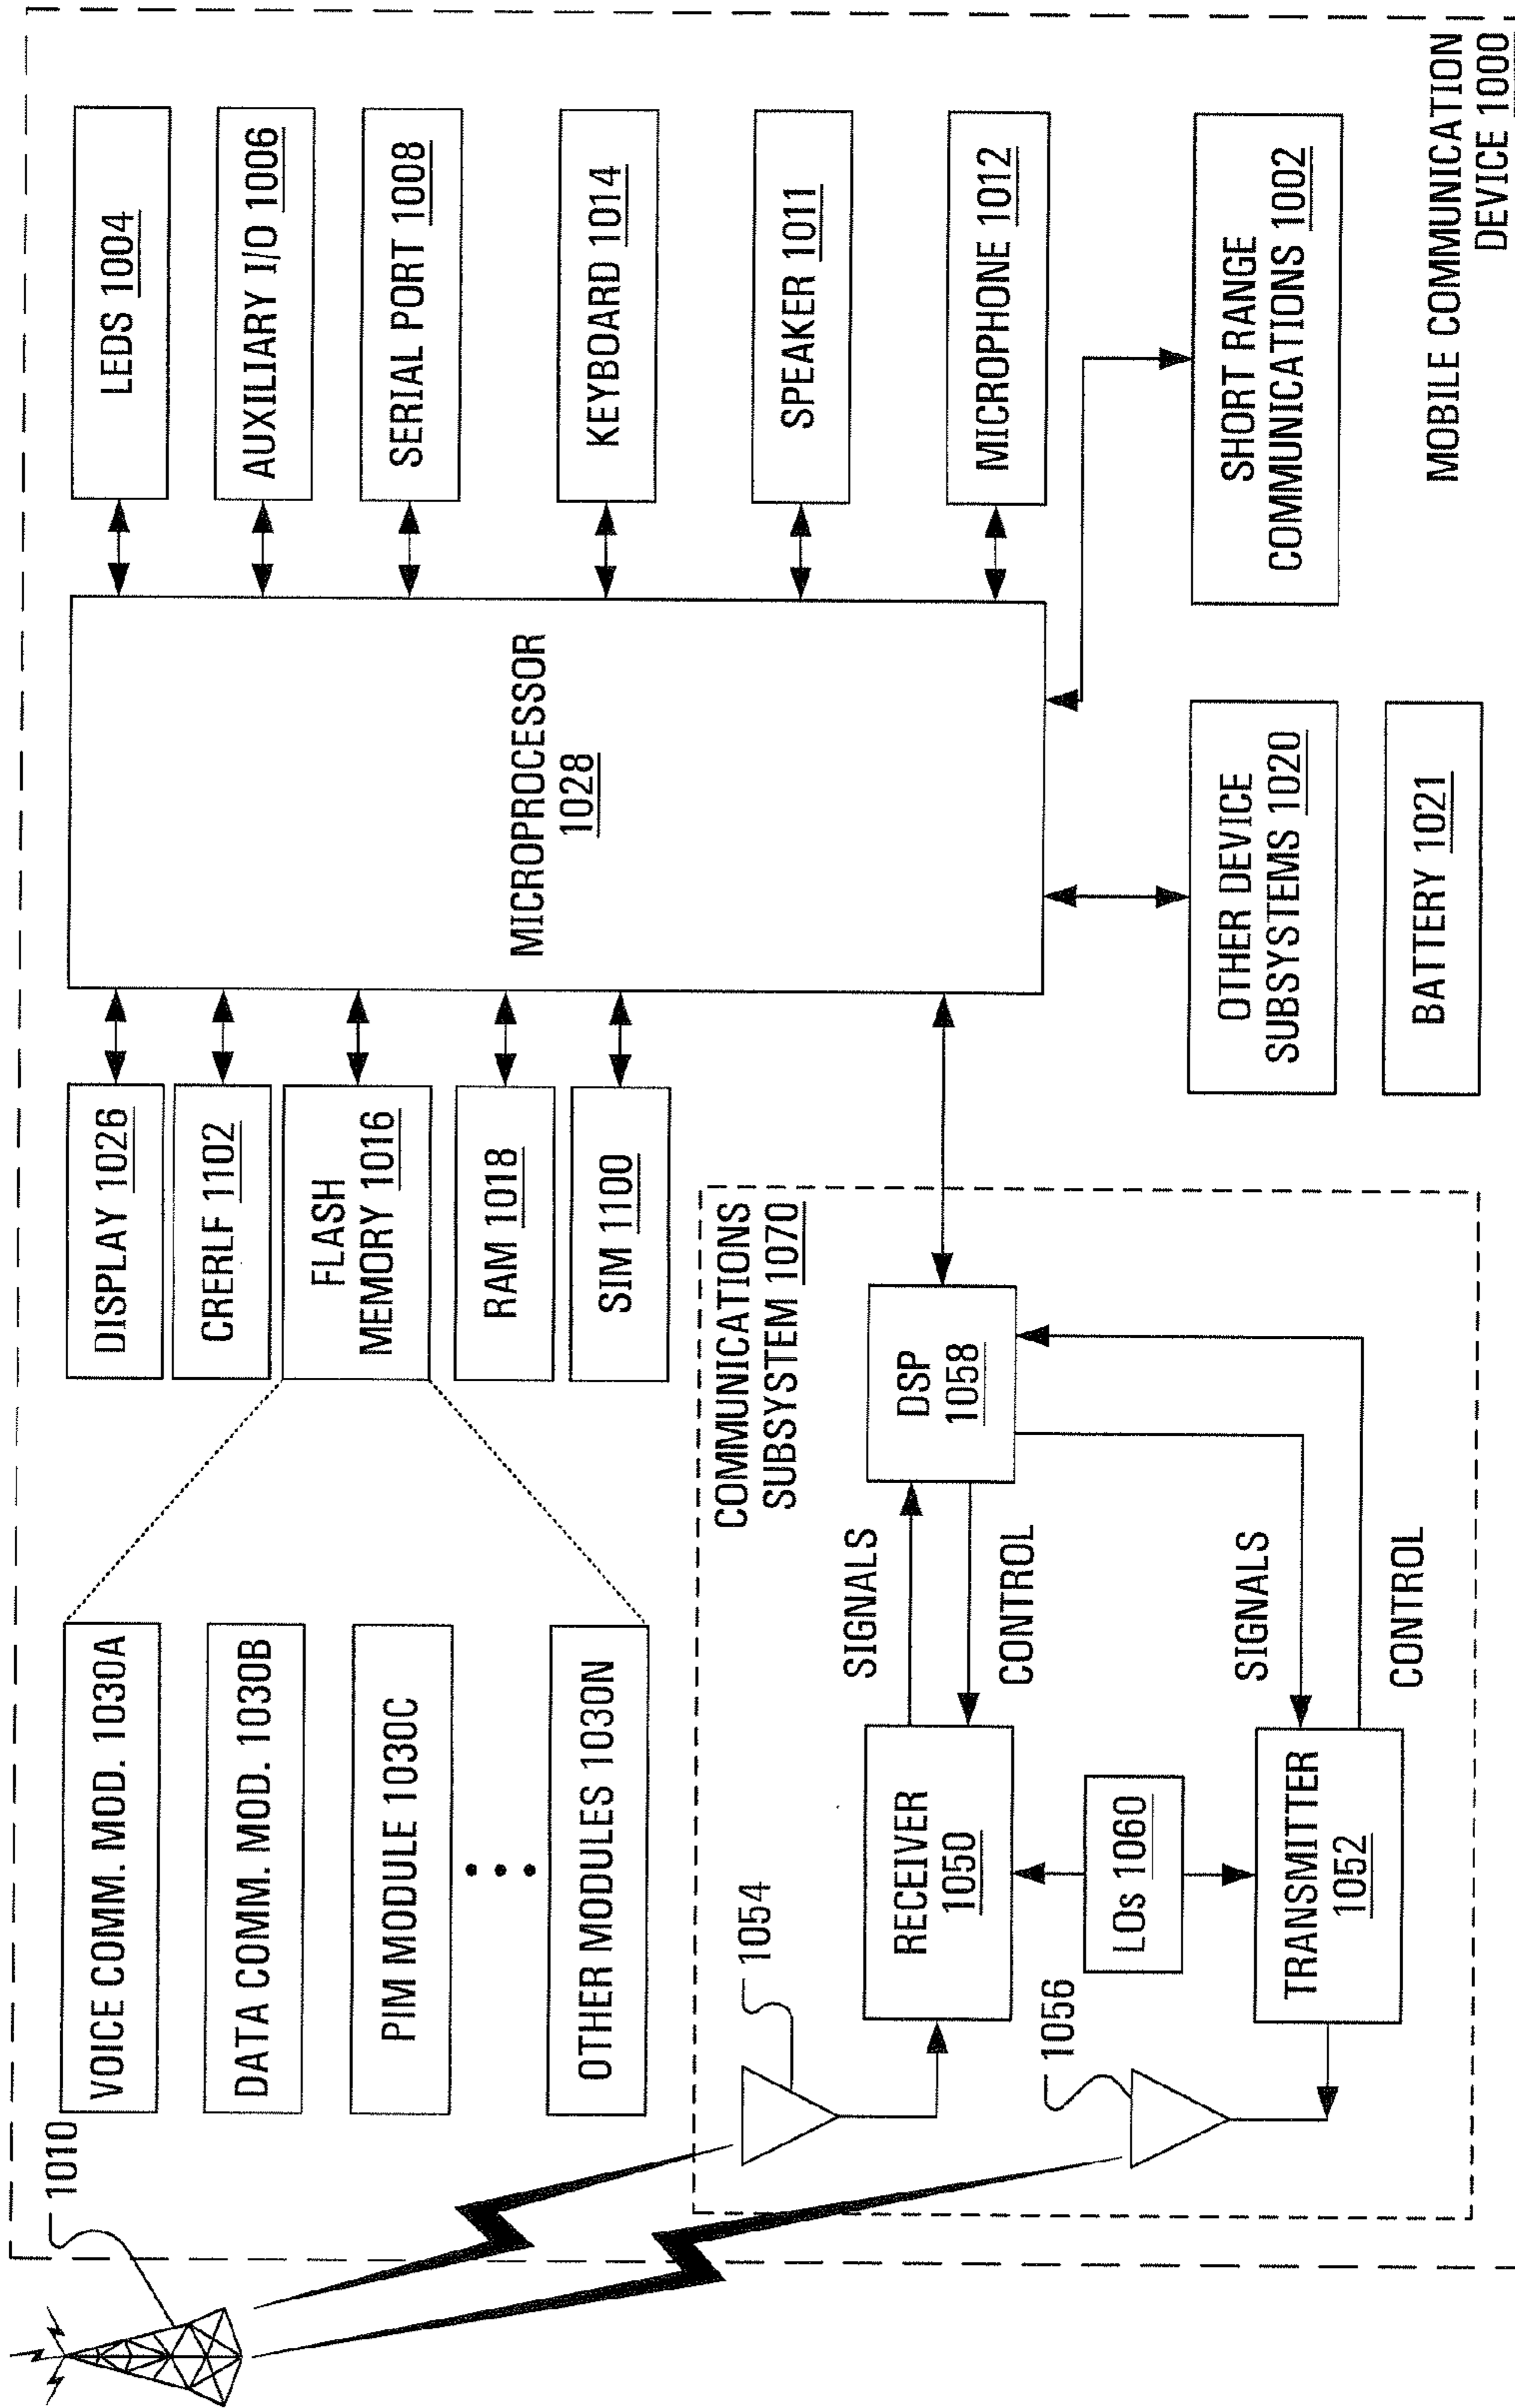 1010
VOICE COMM. MOD. 1030A
DATA COMM. MOD. 1030B
PIM MODULE 1030C
OTHER MODULES 1030N
DISPLAY 1026
CRERLF 1102
FLASH
MEMORY 1016
RAM 1018
SIM 1100
MICROPROCESSOR
1028
LEDS 1004
AUXILIARY I/O 1006
SERIAL PORT 1008
KEYBOARD 1014
SPEAKER 1011
MICROPHONE 1012
COMMUNICATIONS
SUBSYSTEM 1070
1054
RECEIVER
1050
SIGNALS
CONTROL
DSP
1058
1056
LOs 1060
TRANSMITTER
1052
SIGNALS
CONTROL
OTHER DEVICE
SUBSYSTEMS 1020
BATTERY 1021
SHORT RANGE
COMMUNICATIONS 1002
MOBILE COMMUNICATION
DEVICE 1000